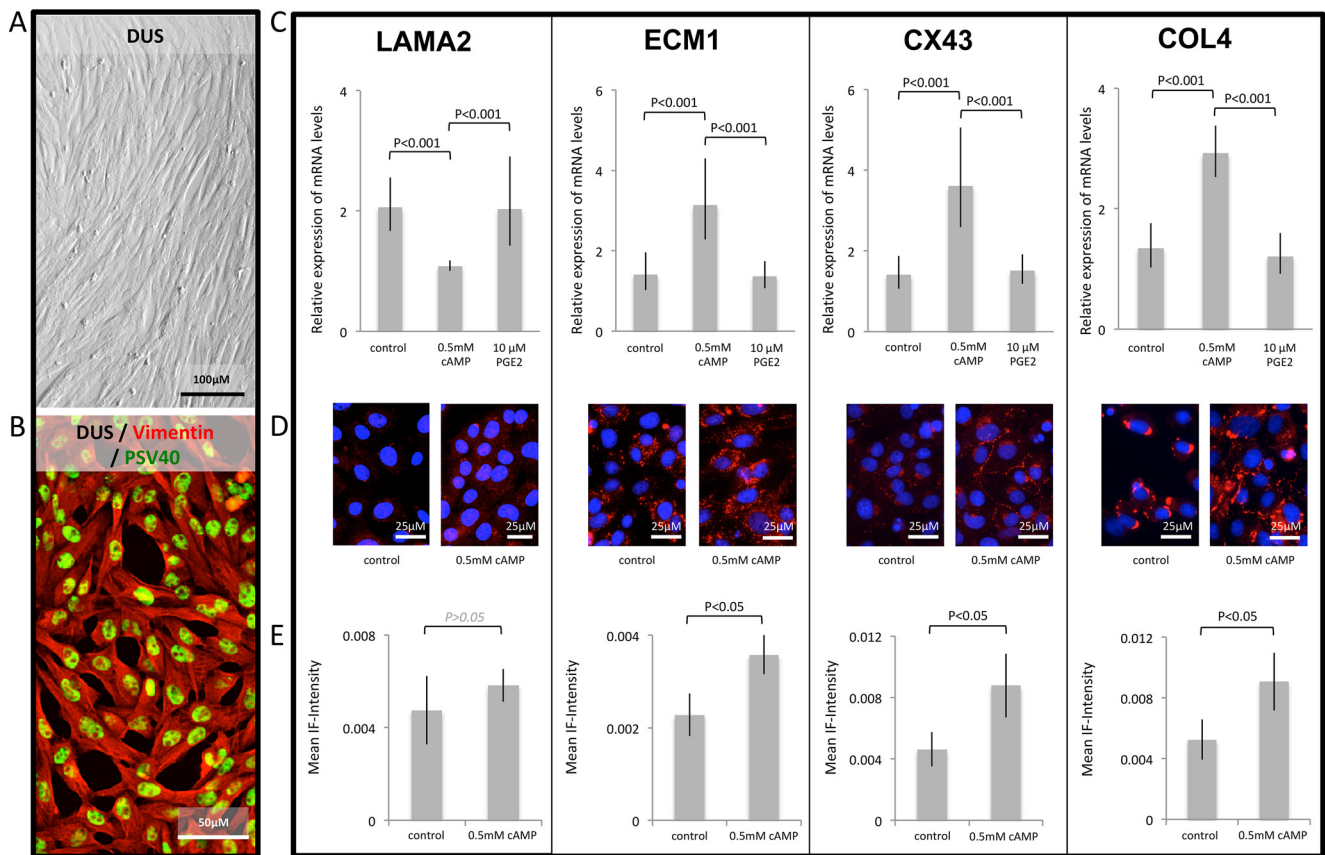 A
DUS
100µM
B
DUS / Vimentin
/ PSV40
50µM
C
LAMA2
Relative expression of mRNA levels
4
2
0
P<0.001
P<0.001
control
0.5mM
cAMP
10 µM
PGE2
ECM1
Relative expression of mRNA levels
6
4
2
0
P<0.001
P<0.001
control
0.5mM
cAMP
10 µM
PGE2
CX43
Relative expression of mRNA levels
6
4
2
0
P<0.001
P<0.001
control
0.5mM
cAMP
10 µM
PGE2
COL4
Relative expression of mRNA levels
4
2
0
P<0.001
P<0.001
control
0.5mM
cAMP
10 µM
PGE2
D
25µM
25µM
control
0.5mM cAMP
25µM
25µM
control
0.5mM cAMP
25µM
25µM
control
0.5mM cAMP
25µM
25µM
control
0.5mM cAMP
E
Mean IF-Intensity
0.008
0.004
0
P>0.05
control
0.5mM cAMP
Mean IF-Intensity
0.004
0.002
0
P<0.05
control
0.5mM cAMP
Mean IF-Intensity
0.012
0.008
0.004
0
P<0.05
control
0.5mM cAMP
Mean IF-Intensity
0.012
0.008
0.004
0
P<0.05
control
0.5mM cAMP